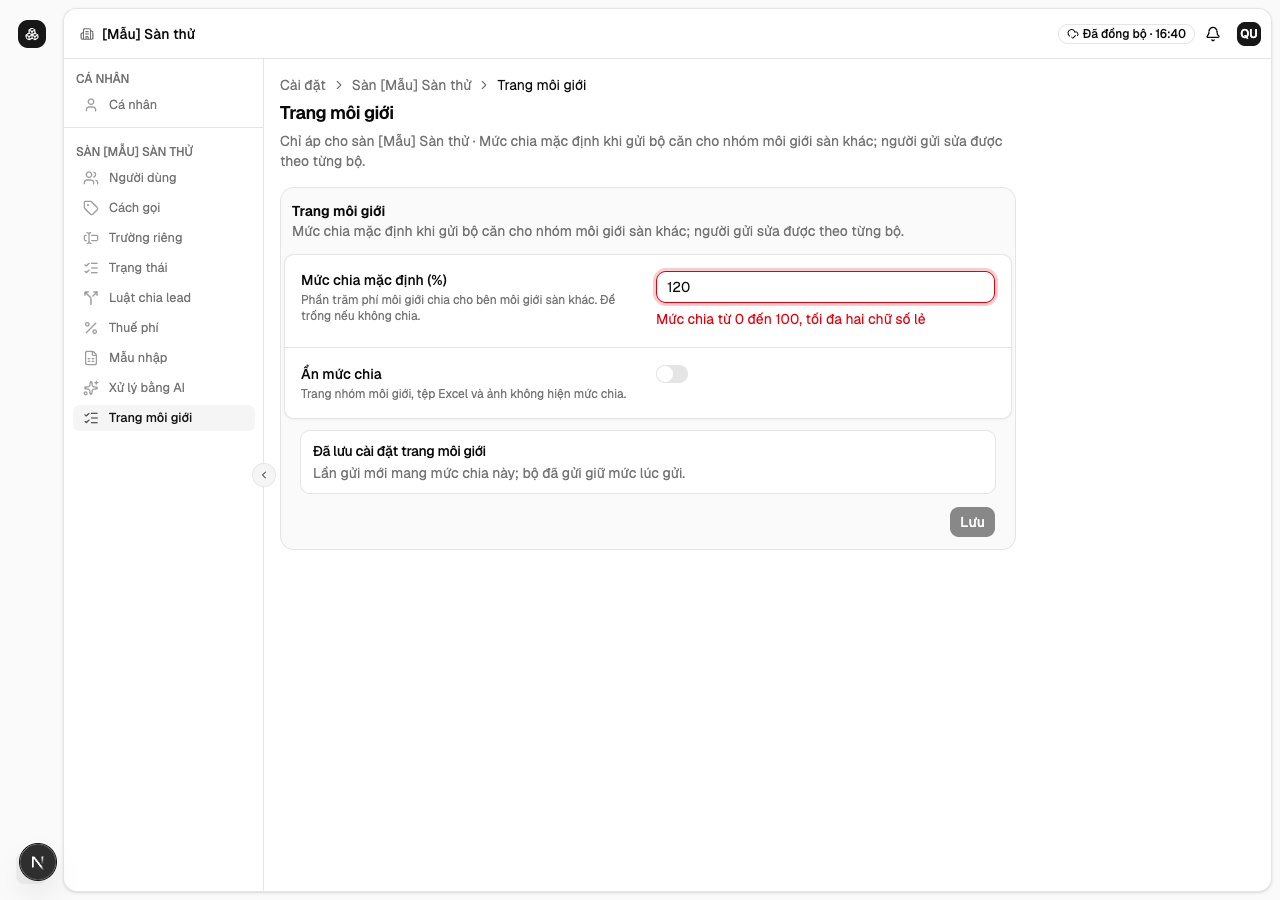 [Mẫu] Sàn thử
Đã đồng bộ · 16:40
QU
CÁ NHÂN
Cá nhân
SÀN [MẪU] SÀN THỬ
Người dùng
Cách gọi
Trường riêng
Trạng thái
Luật chia lead
Thuế phí
Mẫu nhập
Xử lý bằng AI
Trang môi giới
Cài đặt > Sàn [Mẫu] Sàn thử > Trang môi giới
Trang môi giới
Chỉ áp cho sàn [Mẫu] Sàn thử · Mức chia mặc định khi gửi bộ căn cho nhóm môi giới sàn khác; người gửi sửa được
theo từng bộ.
Trang môi giới
Mức chia mặc định khi gửi bộ căn cho nhóm môi giới sàn khác; người gửi sửa được theo từng bộ.
Mức chia mặc định (%)
Phần trăm phí môi giới chia cho bên môi giới sàn khác. Để
trống nếu không chia.
120
Mức chia từ 0 đến 100, tối đa hai chữ số lẻ
Ẩn mức chia
Trang nhóm môi giới, tệp Excel và ảnh không hiện mức chia.
Đã lưu cài đặt trang môi giới
Lần gửi mới mang mức chia này; bộ đã gửi giữ mức lúc gửi.
Lưu
N